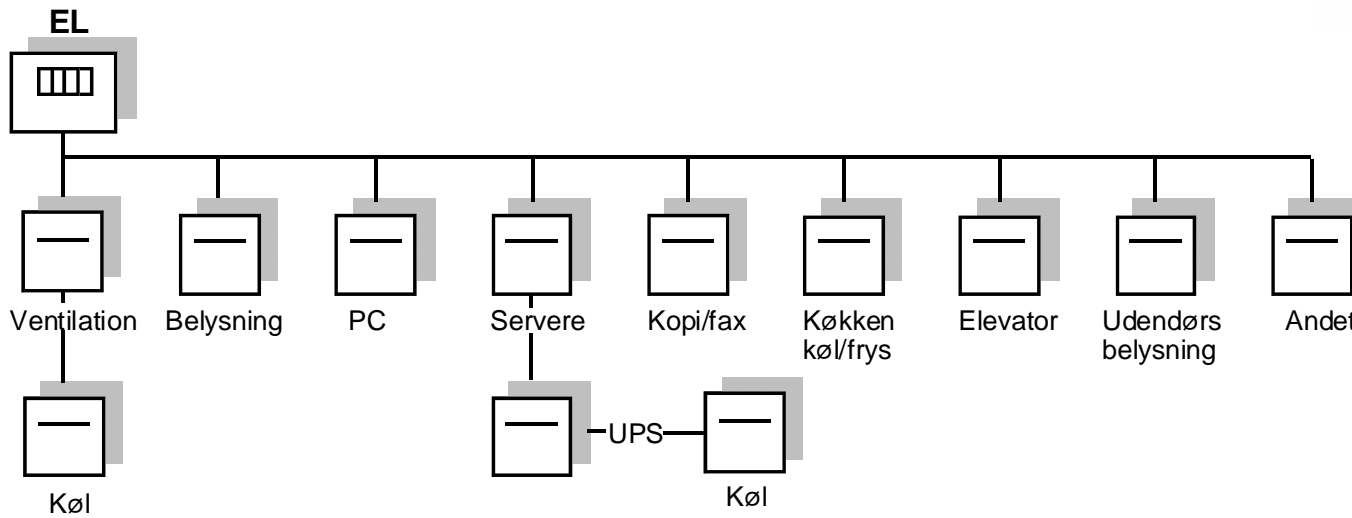 EL
Ventilation
Belysning
PC
Servere
Kopi/fax
Køkken
køl/frys
Elevator
Udendørs
belysning
Andet
UPS
Køl
Køl